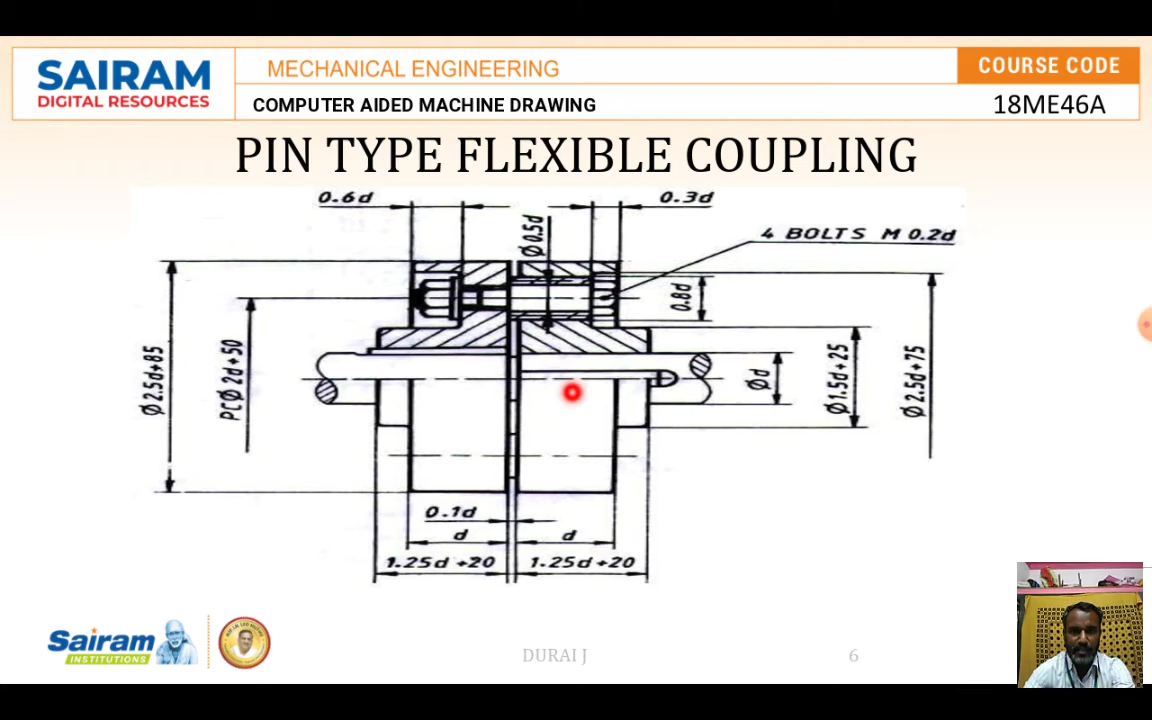 SAIRAM
DIGITAL RESOURCES
MECHANICAL ENGINEERING
COURSE CODE
COMPUTER AIDED MACHINE DRAWING
18ME46A
PIN TYPE FLEXIBLE COUPLING
0.6d
0.3d
Ø 0.5d
4 BOLTS M 0.2d
0.8d
Ø 2.5d+85
PCØ 2d+50
Ød
Ø 1.5d+25
Ø 2.5d+75
0.1d
d
d
1.25d+20
1.25d+20
Sairam
INSTITUTIONS
DURAI J
6